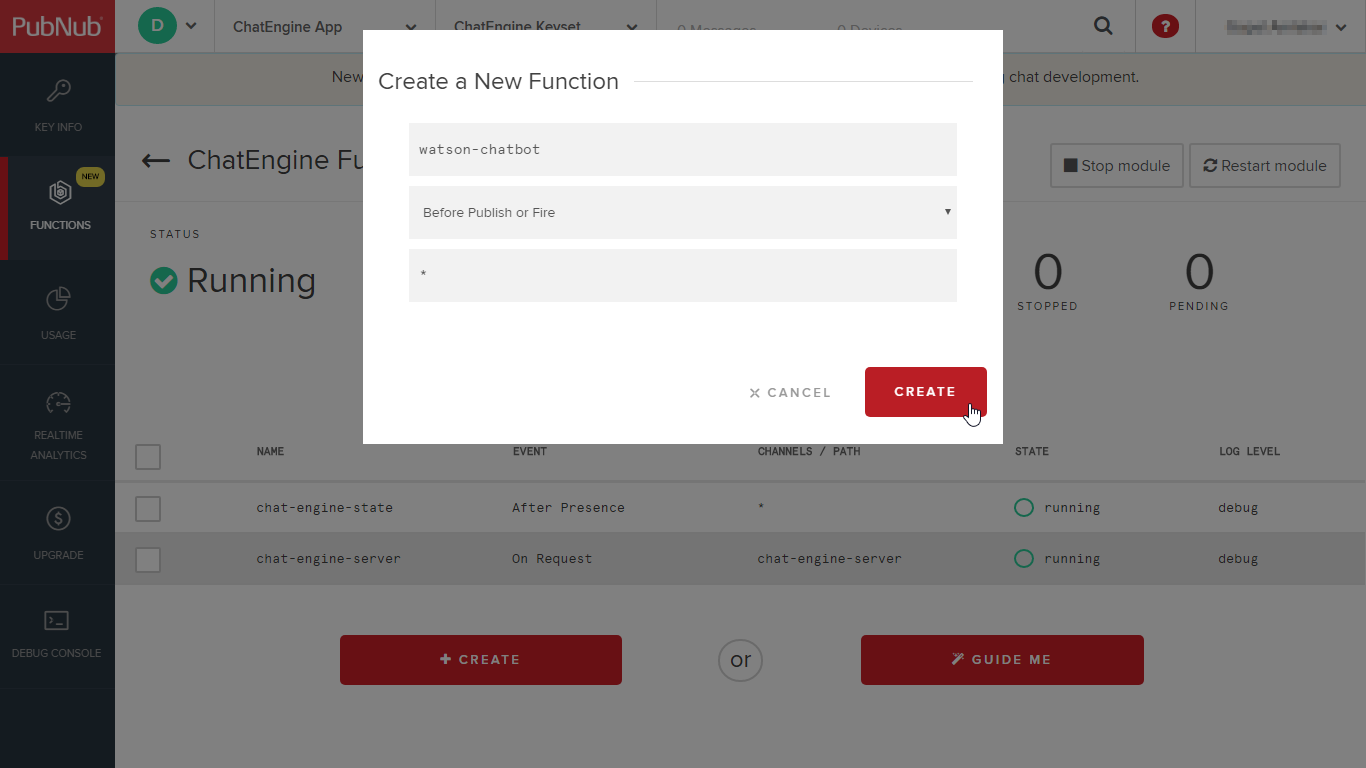 PubNub
D
ChatEngine App
ChatEngine Keyset
0 Messages
0 Devices
?
New
chat development.
KEY INFO
NEW
FUNCTIONS
USAGE
REALTIME
ANALYTICS
UPGRADE
DEBUG CONSOLE
ChatEngine Fu
Stop module
Restart module
STATUS
Running
0
STOPPED
0
PENDING
Create a New Function
watson-chatbot
Before Publish or Fire
*
CANCEL
CREATE
NAME EVENT CHANNELS / PATH STATE LOG LEVEL
chat-engine-state After Presence * running debug
chat-engine-server On Request chat-engine-server running debug
CREATE
or
GUIDE ME